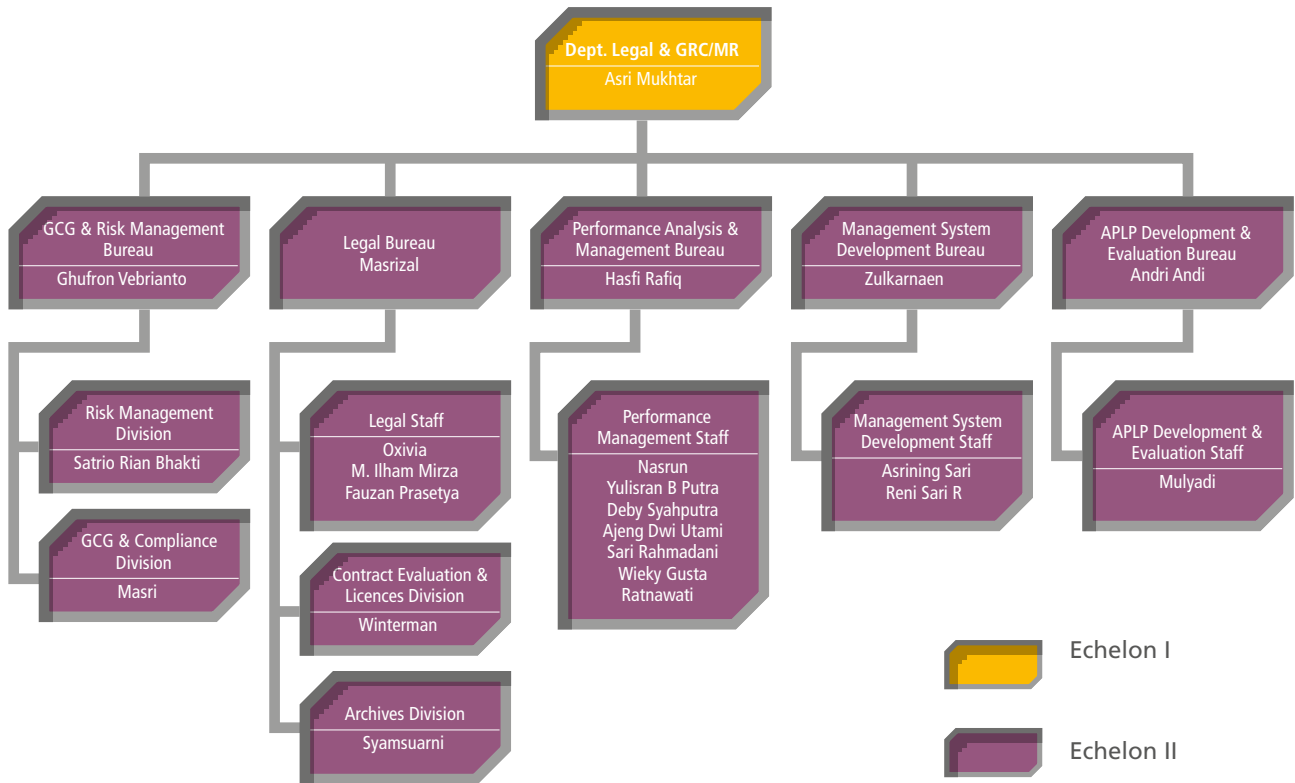 Dept. Legal & GRC/MR
Asri Mukhtar
GCG & Risk Management
Bureau
Ghufron Vebrianto
Legal Bureau
Masrizal
Performance Analysis &
Management Bureau
Hasfi Rafiq
Management System
Development Bureau
Zulkarnaen
APLP Development &
Evaluation Bureau
Andri Andi
Risk Management
Division
Satrio Rian Bhakti
GCG & Compliance
Division
Masri
Legal Staff
Oxivia
M. Ilham Mirza
Fauzan Prasetya
Contract Evaluation &
Licences Division
Winterman
Archives Division
Syamsuarni
Performance
Management Staff
Nasrun
Yulisran B Putra
Deby Syahputra
Ajeng Dwi Utami
Sari Rahmadani
Wieky Gusta
Ratnawati
Management System
Development Staff
Asrining Sari
Reni Sari R
APLP Development &
Evaluation Staff
Mulyadi
Echelon I
Echelon II